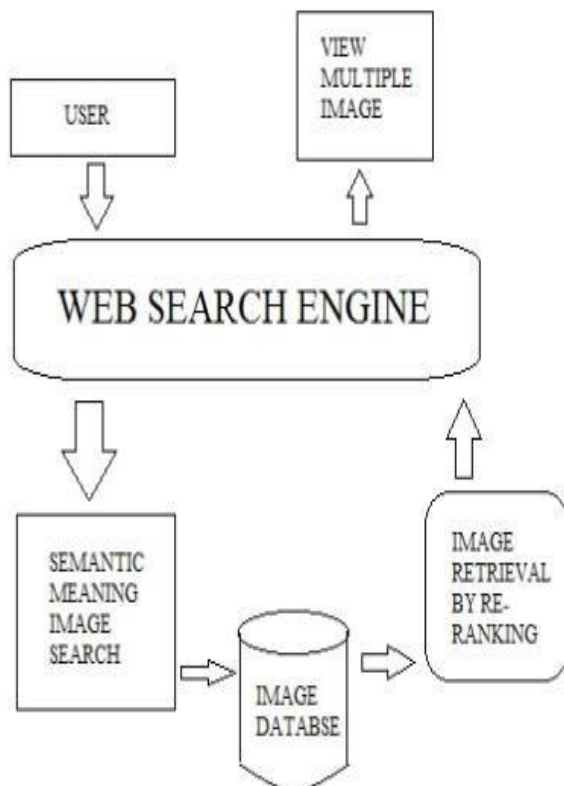 USER
VIEW
MULTIPLE
IMAGE
WEB SEARCH ENGINE
SEMANTIC
MEANING
IMAGE
SEARCH
IMAGE
DATABSE
IMAGE
RETRIEVAL
BY RE-
RANKING